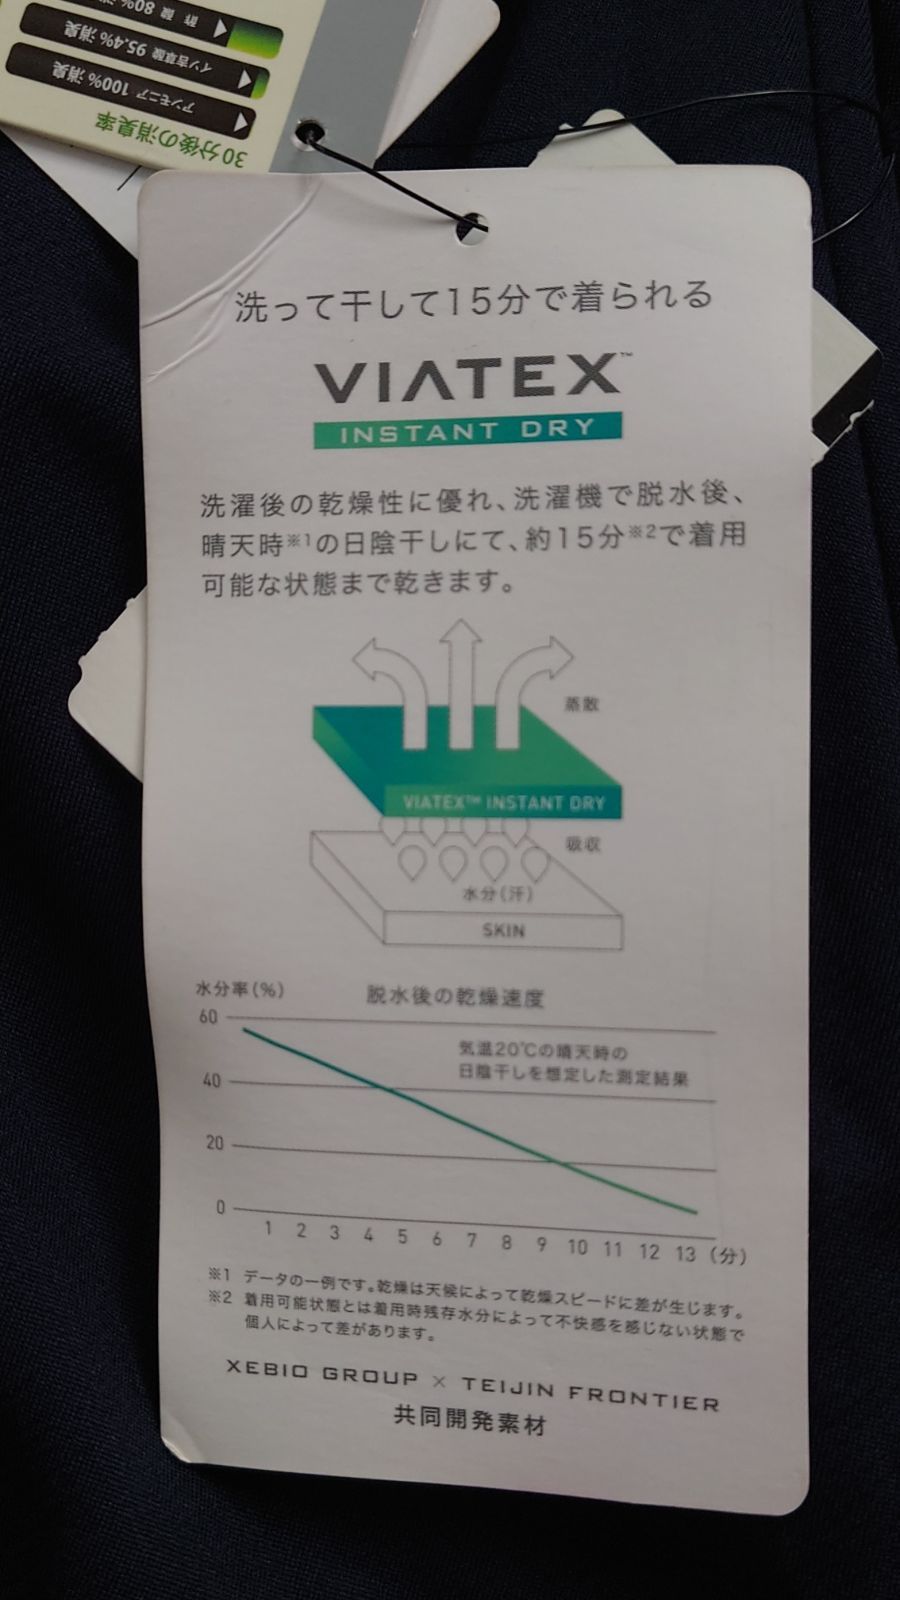 30分後の消臭率
アンモニア 100% 消臭
イソ吉草酸 95.4% 消臭
酢酸 80%
洗って干して15分で着られる
VIATEX™
INSTANT DRY
洗濯後の乾燥性に優れ、洗濯機で脱水後、
晴天時※1の日陰干しにて、約15分※2で着用
可能な状態まで乾きます。
蒸散
VIATEX™ INSTANT DRY
吸収
水分(汗)
SKIN
水分率(%) 脱水後の乾燥速度
60
気温20℃の晴天時の
日陰干しを想定した測定結果
40
20
0
1 2 3 4 5 6 7 8 9 10 11 12 13 (分)
※1 データの一例です。乾燥は天候によって乾燥スピードに差が生じます。
※2 着用可能状態とは着用時残存水分によって不快感を感じない状態で
個人によって差があります。
XEBIO GROUP × TEIJIN FRONTIER
共同開発素材